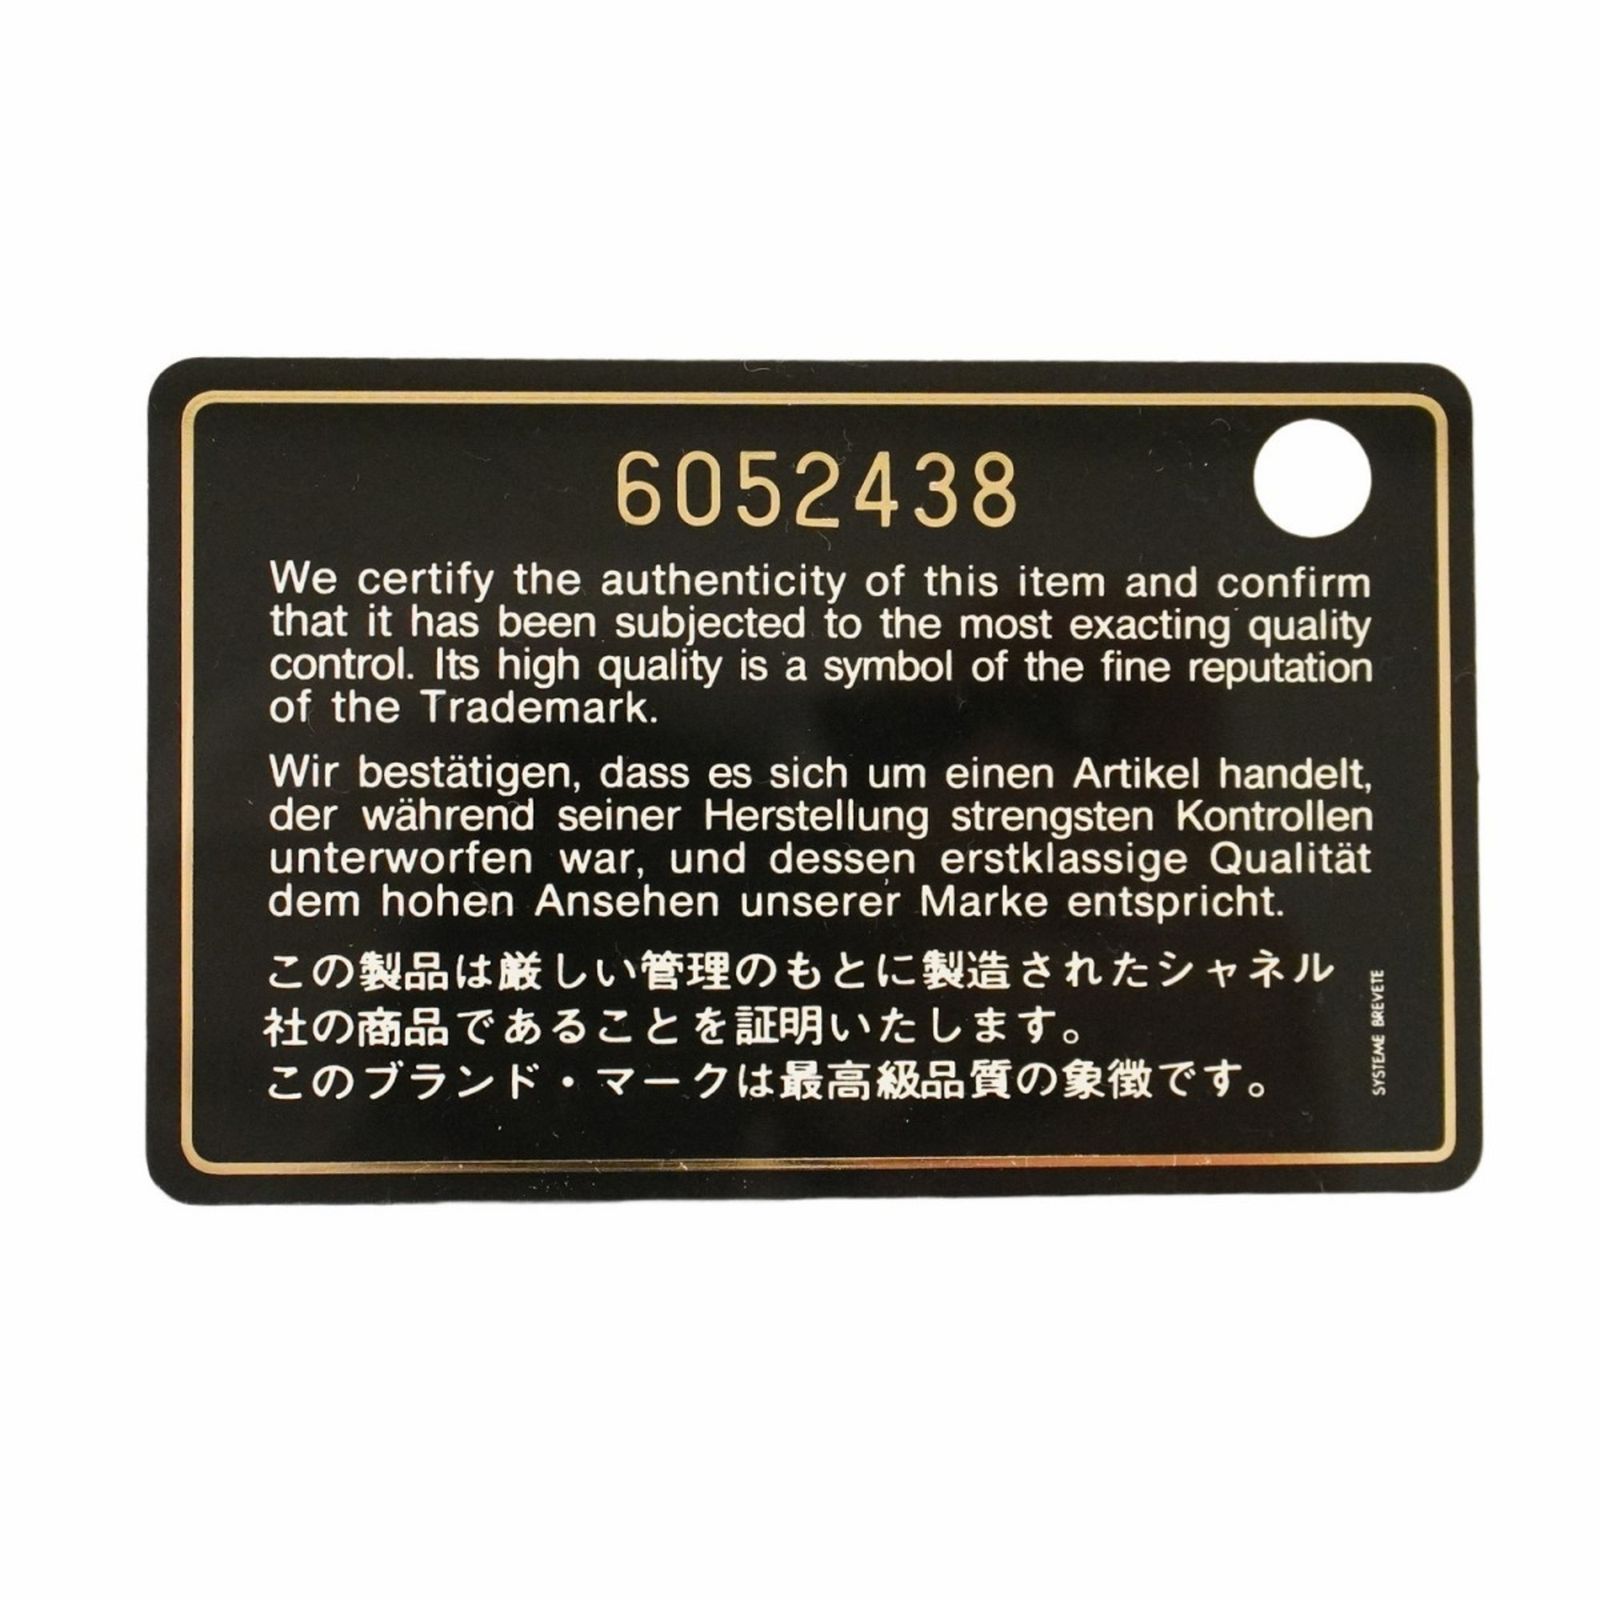 6052438
We certify the authenticity of this item and confirm
that it has been subjected to the most exacting quality
control. Its high quality is a symbol of the fine reputation
of the Trademark.
Wir bestätigen, dass es sich um einen Artikel handelt,
der während seiner Herstellung strengsten Kontrollen
unterworfen war, und dessen erstklassige Qualität
dem hohen Ansehen unserer Marke entspricht.
この製品は厳しい管理のもとに製造されたシャネル
社の商品であることを証明いたします。
このブランド・マークは最高級品質の象徴です。
SYSTEME BREVETE